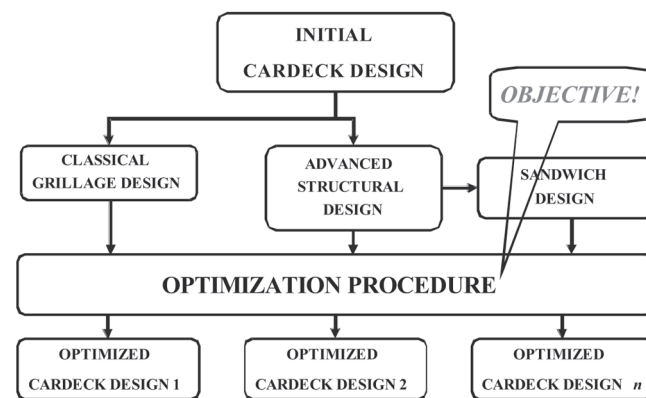 INITIAL
CARDECK DESIGN
OBJECTIVE!
CLASSICAL
GRILLAGE DESIGN
ADVANCED
STRUCTURAL
DESIGN
SANDWICH
DESIGN
OPTIMIZATION PROCEDURE
OPTIMIZED
CARDECK DESIGN 1
OPTIMIZED
CARDECK DESIGN 2
OPTIMIZED
CARDECK DESIGN n